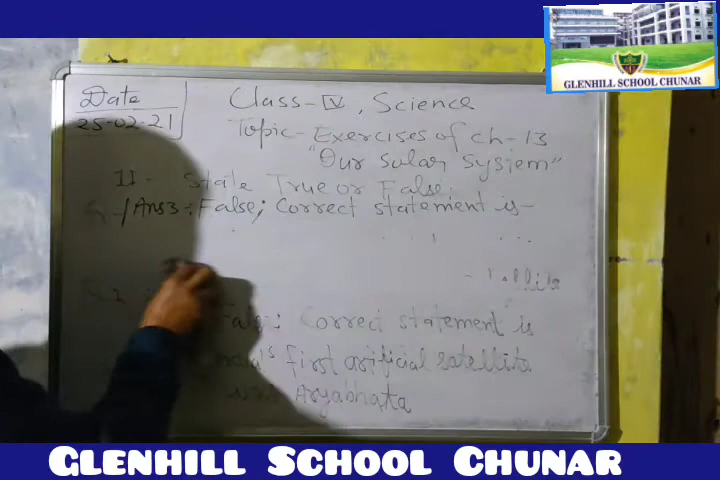 GLENHILL SCHOOL CHUNAR
Date
25-02-21
Class-IV, Science
Topic- Exercises of ch-13
"Our solar system"
II- State True or False:
Ans3: False; Correct statement is-
False: Correct statement is
first arificial satellite
was Aryabhata
GLENHILL SCHOOL CHUNAR